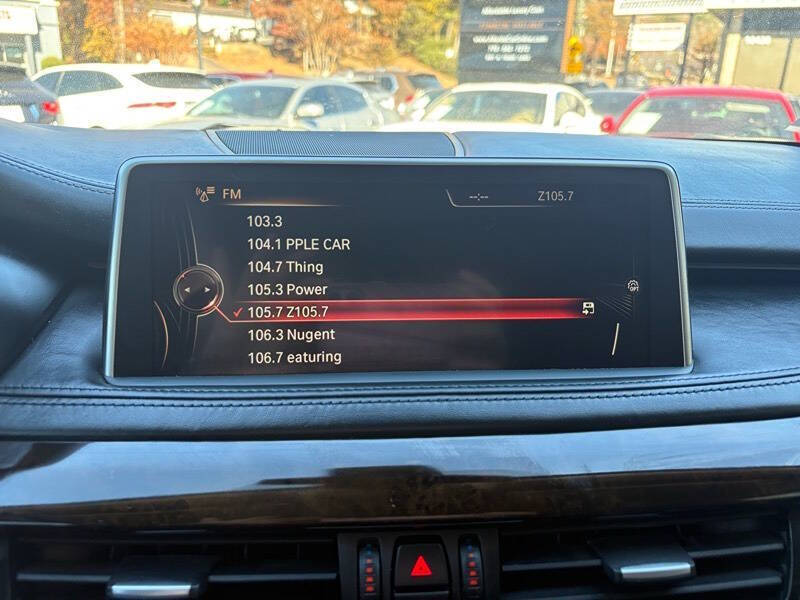 FM
--:-- Z105.7
103.3
104.1 PPLE CAR
104.7 Thing
105.3 Power
105.7 Z105.7
106.3 Nugent
106.7 eaturing
OPT